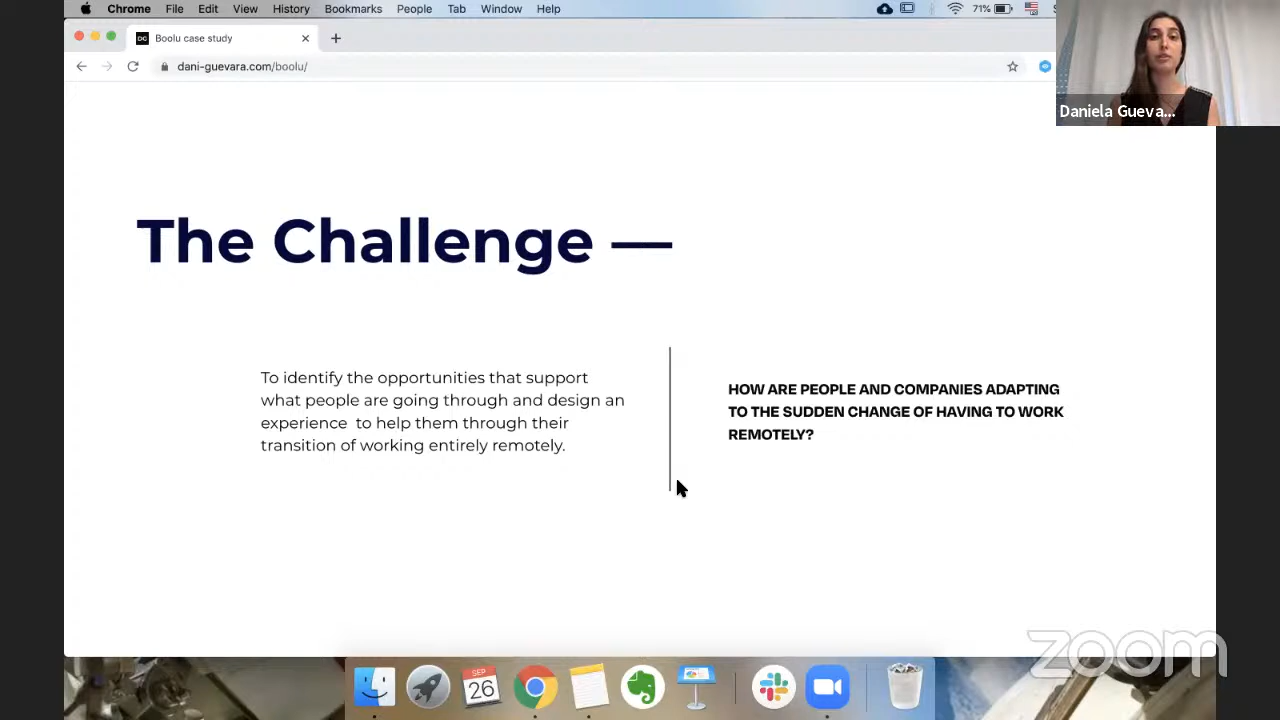 Chrome File Edit View History Bookmarks People Tab Window Help
71%
DG Boolu case study
dani-guevara.com/boolu/
Daniela Gueva...
The Challenge —
To identify the opportunities that support
what people are going through and design an
experience to help them through their
transition of working entirely remotely.
HOW ARE PEOPLE AND COMPANIES ADAPTING
TO THE SUDDEN CHANGE OF HAVING TO WORK
REMOTELY?
zoom
SEP
26